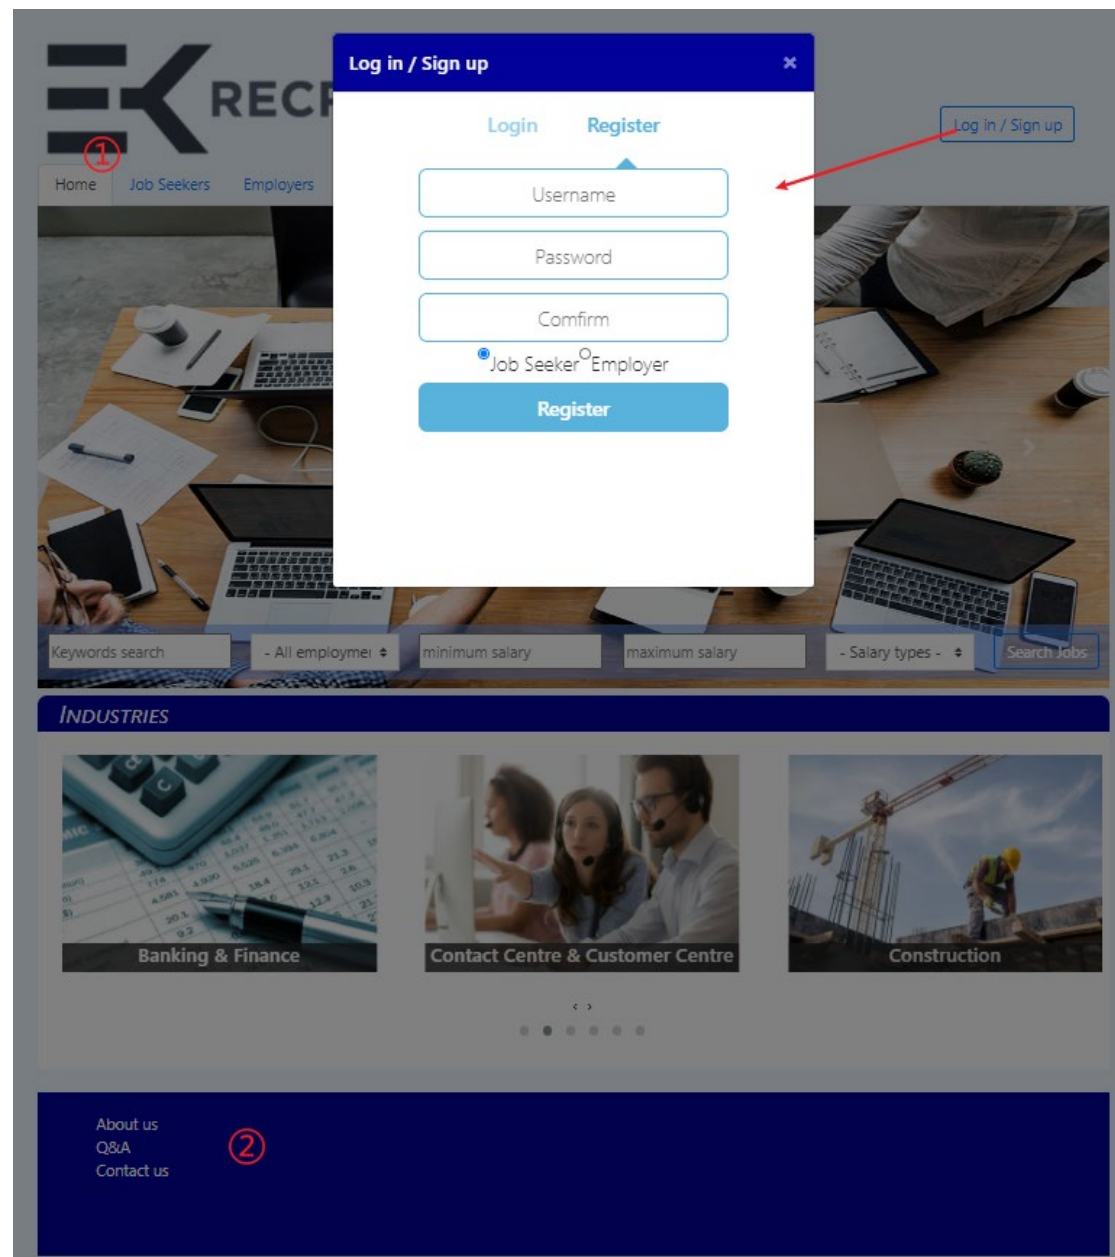 Log in / Sign up ×
RECR
Login Register
Log in / Sign up
①
Home Job Seekers Employers
Username
Password
Comfirm
Job Seeker Employer
Register
Keywords search - All employmei minimum salary maximum salary - Salary types - Search Jobs
INDUSTRIES
Banking & Finance Contact Centre & Customer Centre Construction
‹ ›
About us
Q&A
Contact us
②